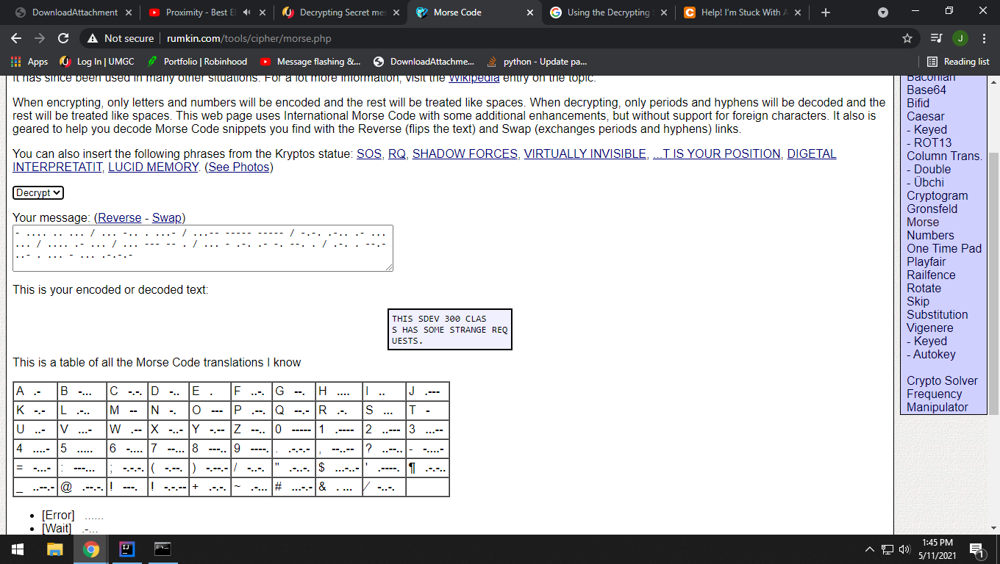 DownloadAttachment
Proximity - Best El
Decrypting Secret mes
Morse Code
Using the Decrypting
Help! I'm Stuck With A
Not secure | rumkin.com/tools/cipher/morse.php
J
Apps
Log In | UMGC
Portfolio | Robinhood
Message flashing &...
DownloadAttachme...
python - Update pa...
Reading list
It has since been used in many other situations. For a lot more information, visit the Wikipedia entry on the topic.
When encrypting, only letters and numbers will be encoded and the rest will be treated like spaces. When decrypting, only periods and hyphens will be decoded and the
rest will be treated like spaces. This web page uses International Morse Code with some additional enhancements, but without support for foreign characters. It also is
geared to help you decode Morse Code snippets you find with the Reverse (flips the text) and Swap (exchanges periods and hyphens) links.
You can also insert the following phrases from the Kryptos statue: SOS, RQ, SHADOW FORCES, VIRTUALLY INVISIBLE, ...T IS YOUR POSITION, DIGETAL
INTERPRETATIT, LUCID MEMORY. (See Photos)
Decrypt
Your message: (Reverse - Swap)
- .... .. ... / ... -.. . ...- / ...-- ----- ----- / -.-. .-.. .- ...
... / .... .- ... / ... --- -- . / ... - .-. .- -. --. . / .-. . --.-
..- . ... - ... .-.-.-
This is your encoded or decoded text:
THIS SDEV 300 CLAS
S HAS SOME STRANGE REQ
UESTS.
This is a table of all the Morse Code translations I know
A .- B -... C -.-. D -.. E . F ..-. G --. H .... I .. J .---
K -.- L .-.. M -- N -. O --- P .--. Q --.- R .-. S ... T -
U ..- V ...- W .-- X -..- Y -.-- Z --.. 0 ----- 1 .---- 2 ..--- 3 ...--
4 ....- 5 ..... 6 -.... 7 --... 8 ---.. 9 ----. . .-.-.- , --..-- ? ..--.. - -....-
= -...- : ---... ; -.-.-. ( -.--. ) -.--.- / -..-. " .-..-. $ ...-..- ' .----. ¶ .-.-..
_ ..--.- @ .--.-. ! ---. ! -.-.-- + .-.-. ~ .-... # ...-.- & . ... ⁄ -..-.
[Error] ......
[Wait] .-...
Baconian
Base64
Bifid
Caesar
- Keyed
- ROT13
Column Trans.
- Double
- Übchi
Cryptogram
Gronsfeld
Morse
Numbers
One Time Pad
Playfair
Railfence
Rotate
Skip
Substitution
Vigenere
- Keyed
- Autokey
Crypto Solver
Frequency
Manipulator
1:45 PM
5/11/2021
1